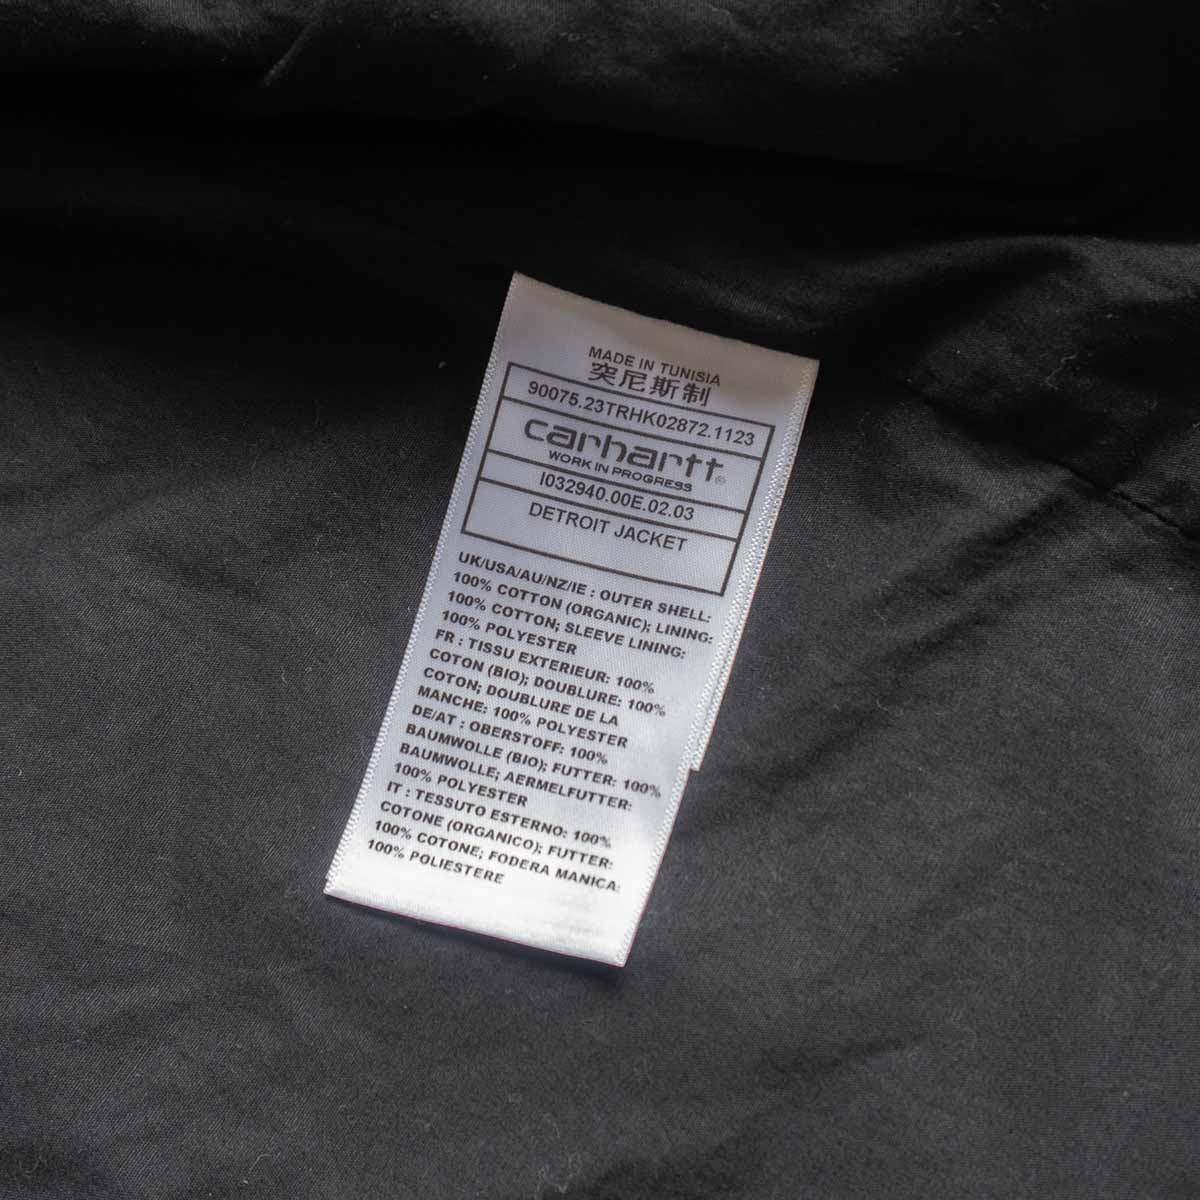 MADE IN TUNISIA
突尼斯制
90075.23TRHK02872.1123
carhartt®
WORK IN PROGRESS
I032940.00E.02.03
DETROIT JACKET
UK/USA/AU/NZ/IE : OUTER SHELL:
100% COTTON (ORGANIC); LINING:
100% COTTON; SLEEVE LINING:
100% POLYESTER
FR : TISSU EXTERIEUR: 100%
COTON (BIO); DOUBLURE: 100%
COTON; DOUBLURE DE LA
MANCHE: 100% POLYESTER
DE/AT : OBERSTOFF: 100%
BAUMWOLLE (BIO); FUTTER: 100%
BAUMWOLLE; AERMELFUTTER:
100% POLYESTER
IT : TESSUTO ESTERNO: 100%
COTONE (ORGANICO); FUTTER:
100% COTONE; FODERA MANICA:
100% POLIESTERE